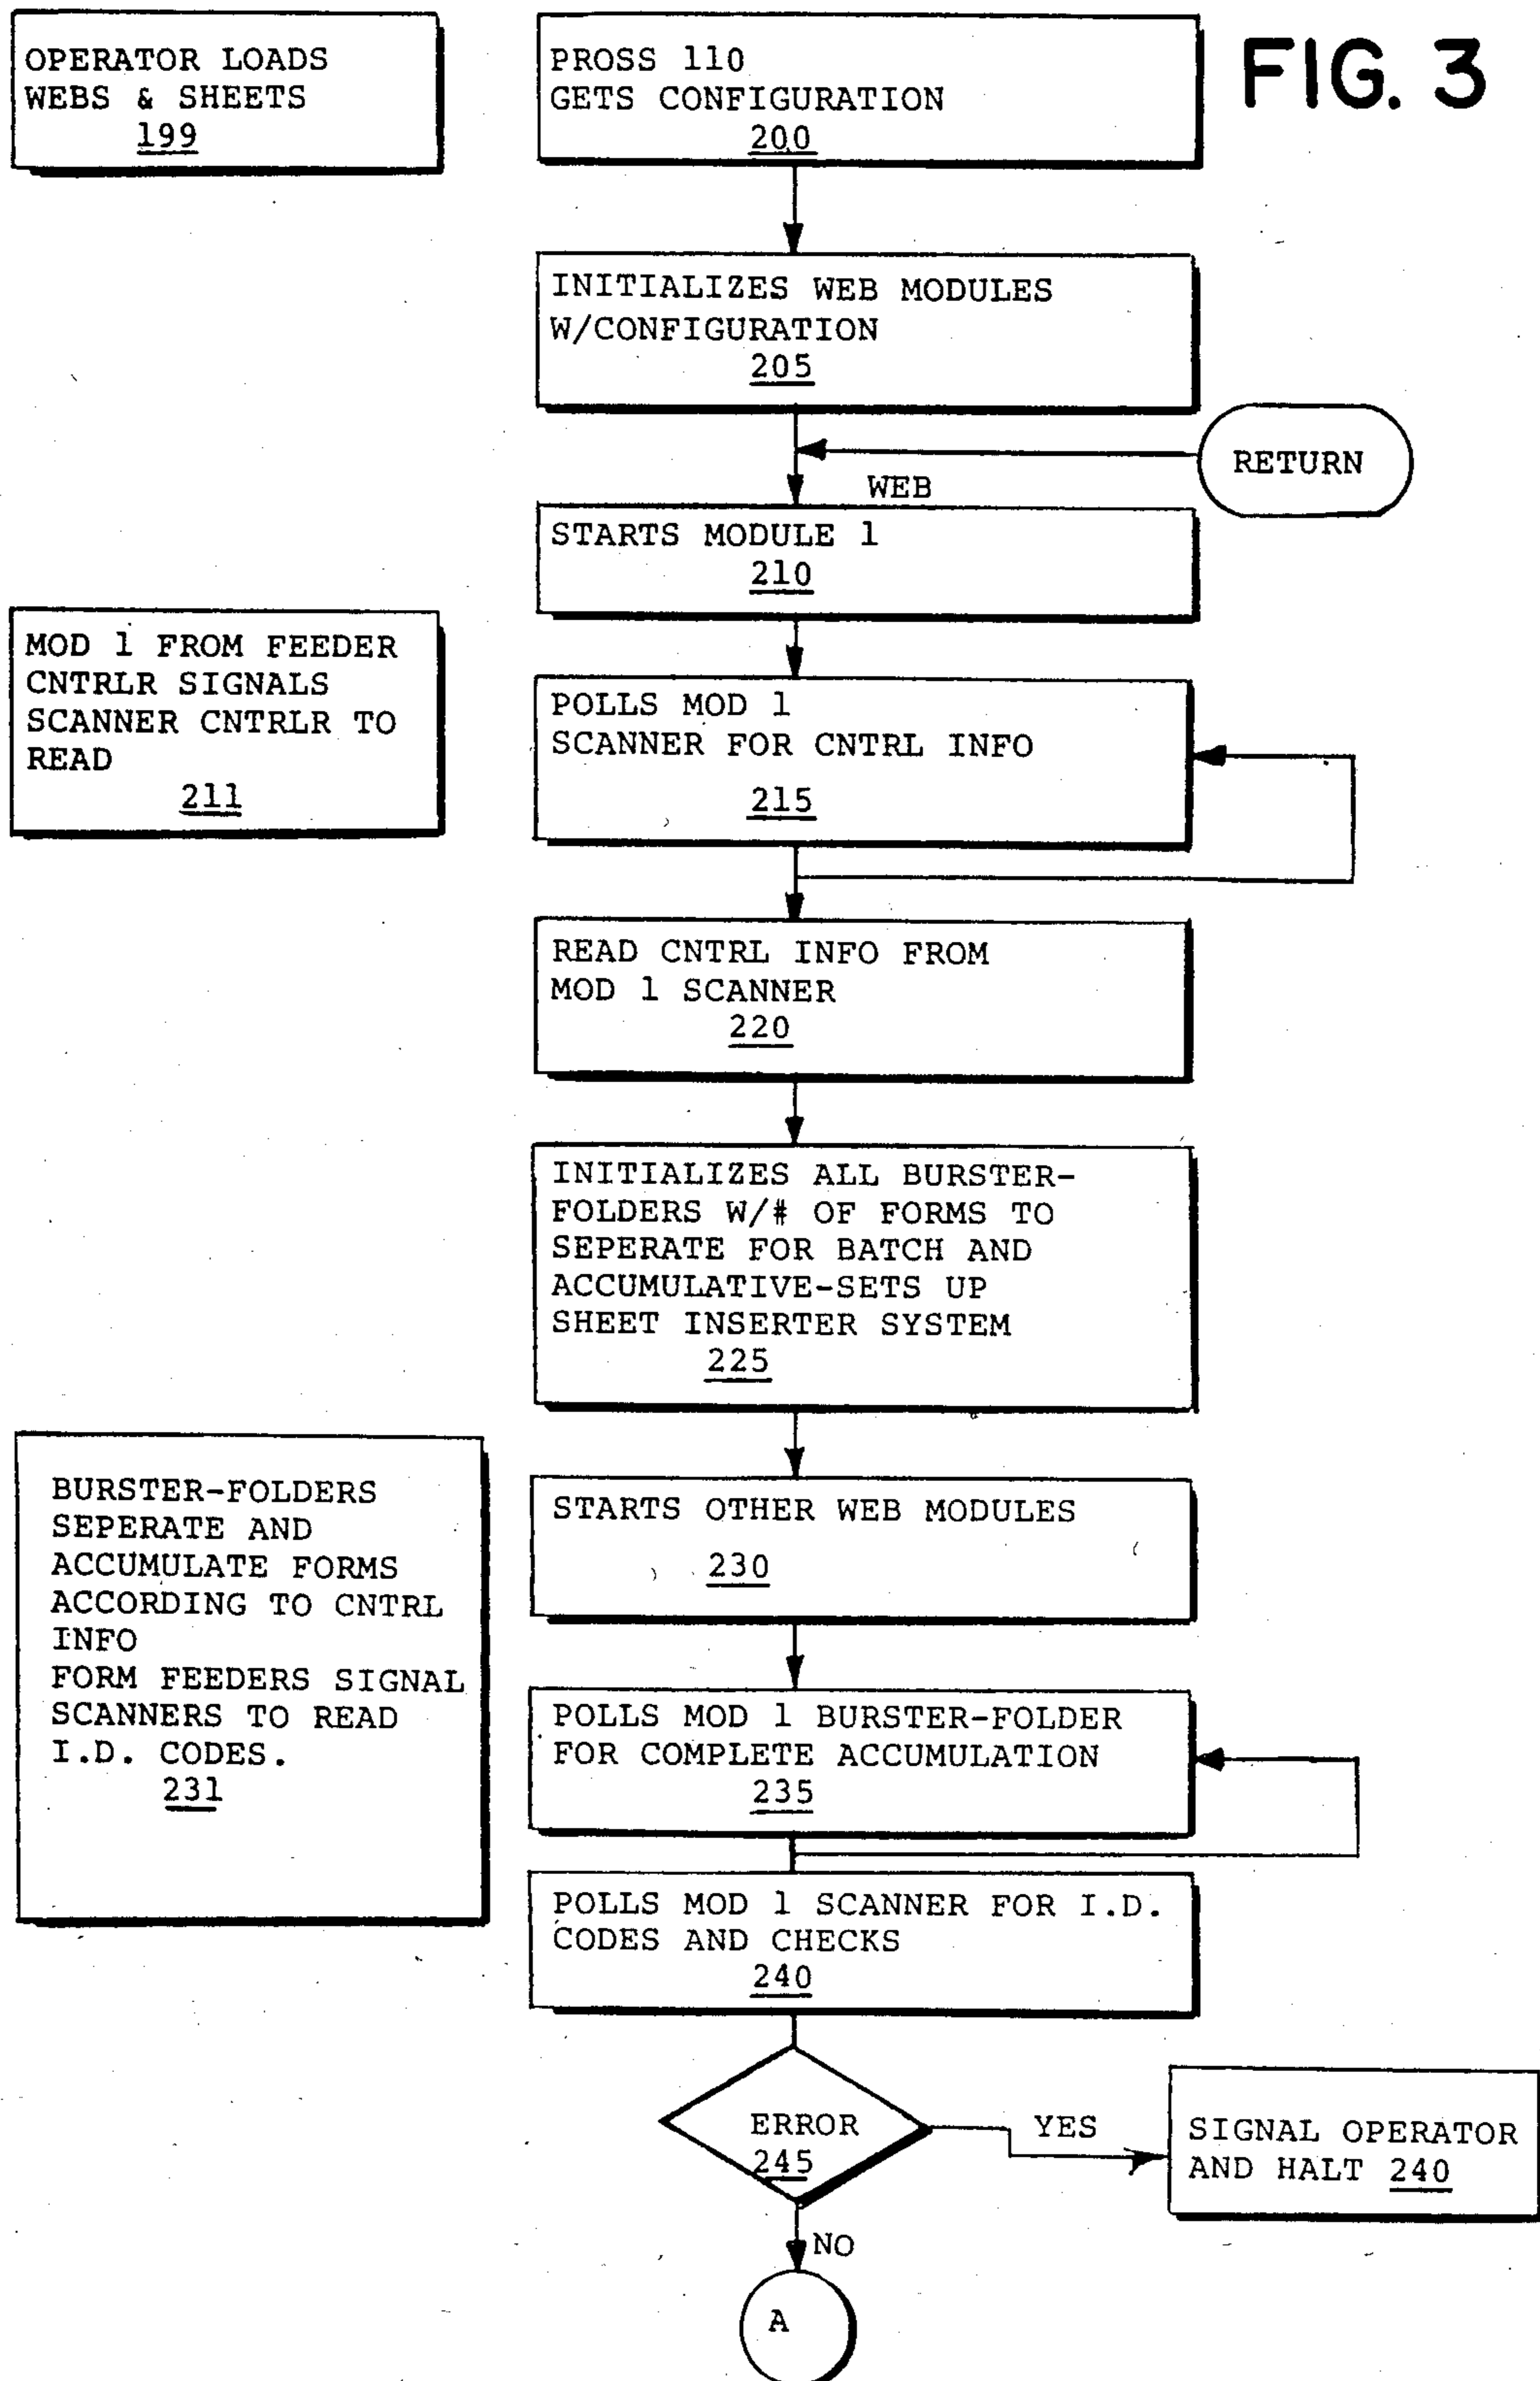 FIG. 3
OPERATOR LOADS
WEBS & SHEETS
199
PROSS 110
GETS CONFIGURATION
200
INITIALIZES WEB MODULES
W/CONFIGURATION
205
RETURN
WEB
STARTS MODULE 1
210
MOD 1 FROM FEEDER
CNTRLR SIGNALS
SCANNER CNTRLR TO
READ
211
POLLS MOD 1
SCANNER FOR CNTRL INFO
215
READ CNTRL INFO FROM
MOD 1 SCANNER
220
INITIALIZES ALL BURSTER-
FOLDERS W/# OF FORMS TO
SEPERATE FOR BATCH AND
ACCUMULATIVE-SETS UP
SHEET INSERTER SYSTEM
225
STARTS OTHER WEB MODULES
230
BURSTER-FOLDERS
SEPERATE AND
ACCUMULATE FORMS
ACCORDING TO CNTRL
INFO
FORM FEEDERS SIGNAL
SCANNERS TO READ
I.D. CODES.
231
POLLS MOD 1 BURSTER-FOLDER
FOR COMPLETE ACCUMULATION
235
POLLS MOD 1 SCANNER FOR I.D.
CODES AND CHECKS
240
ERROR
245
YES
SIGNAL OPERATOR
AND HALT 240
NO
A